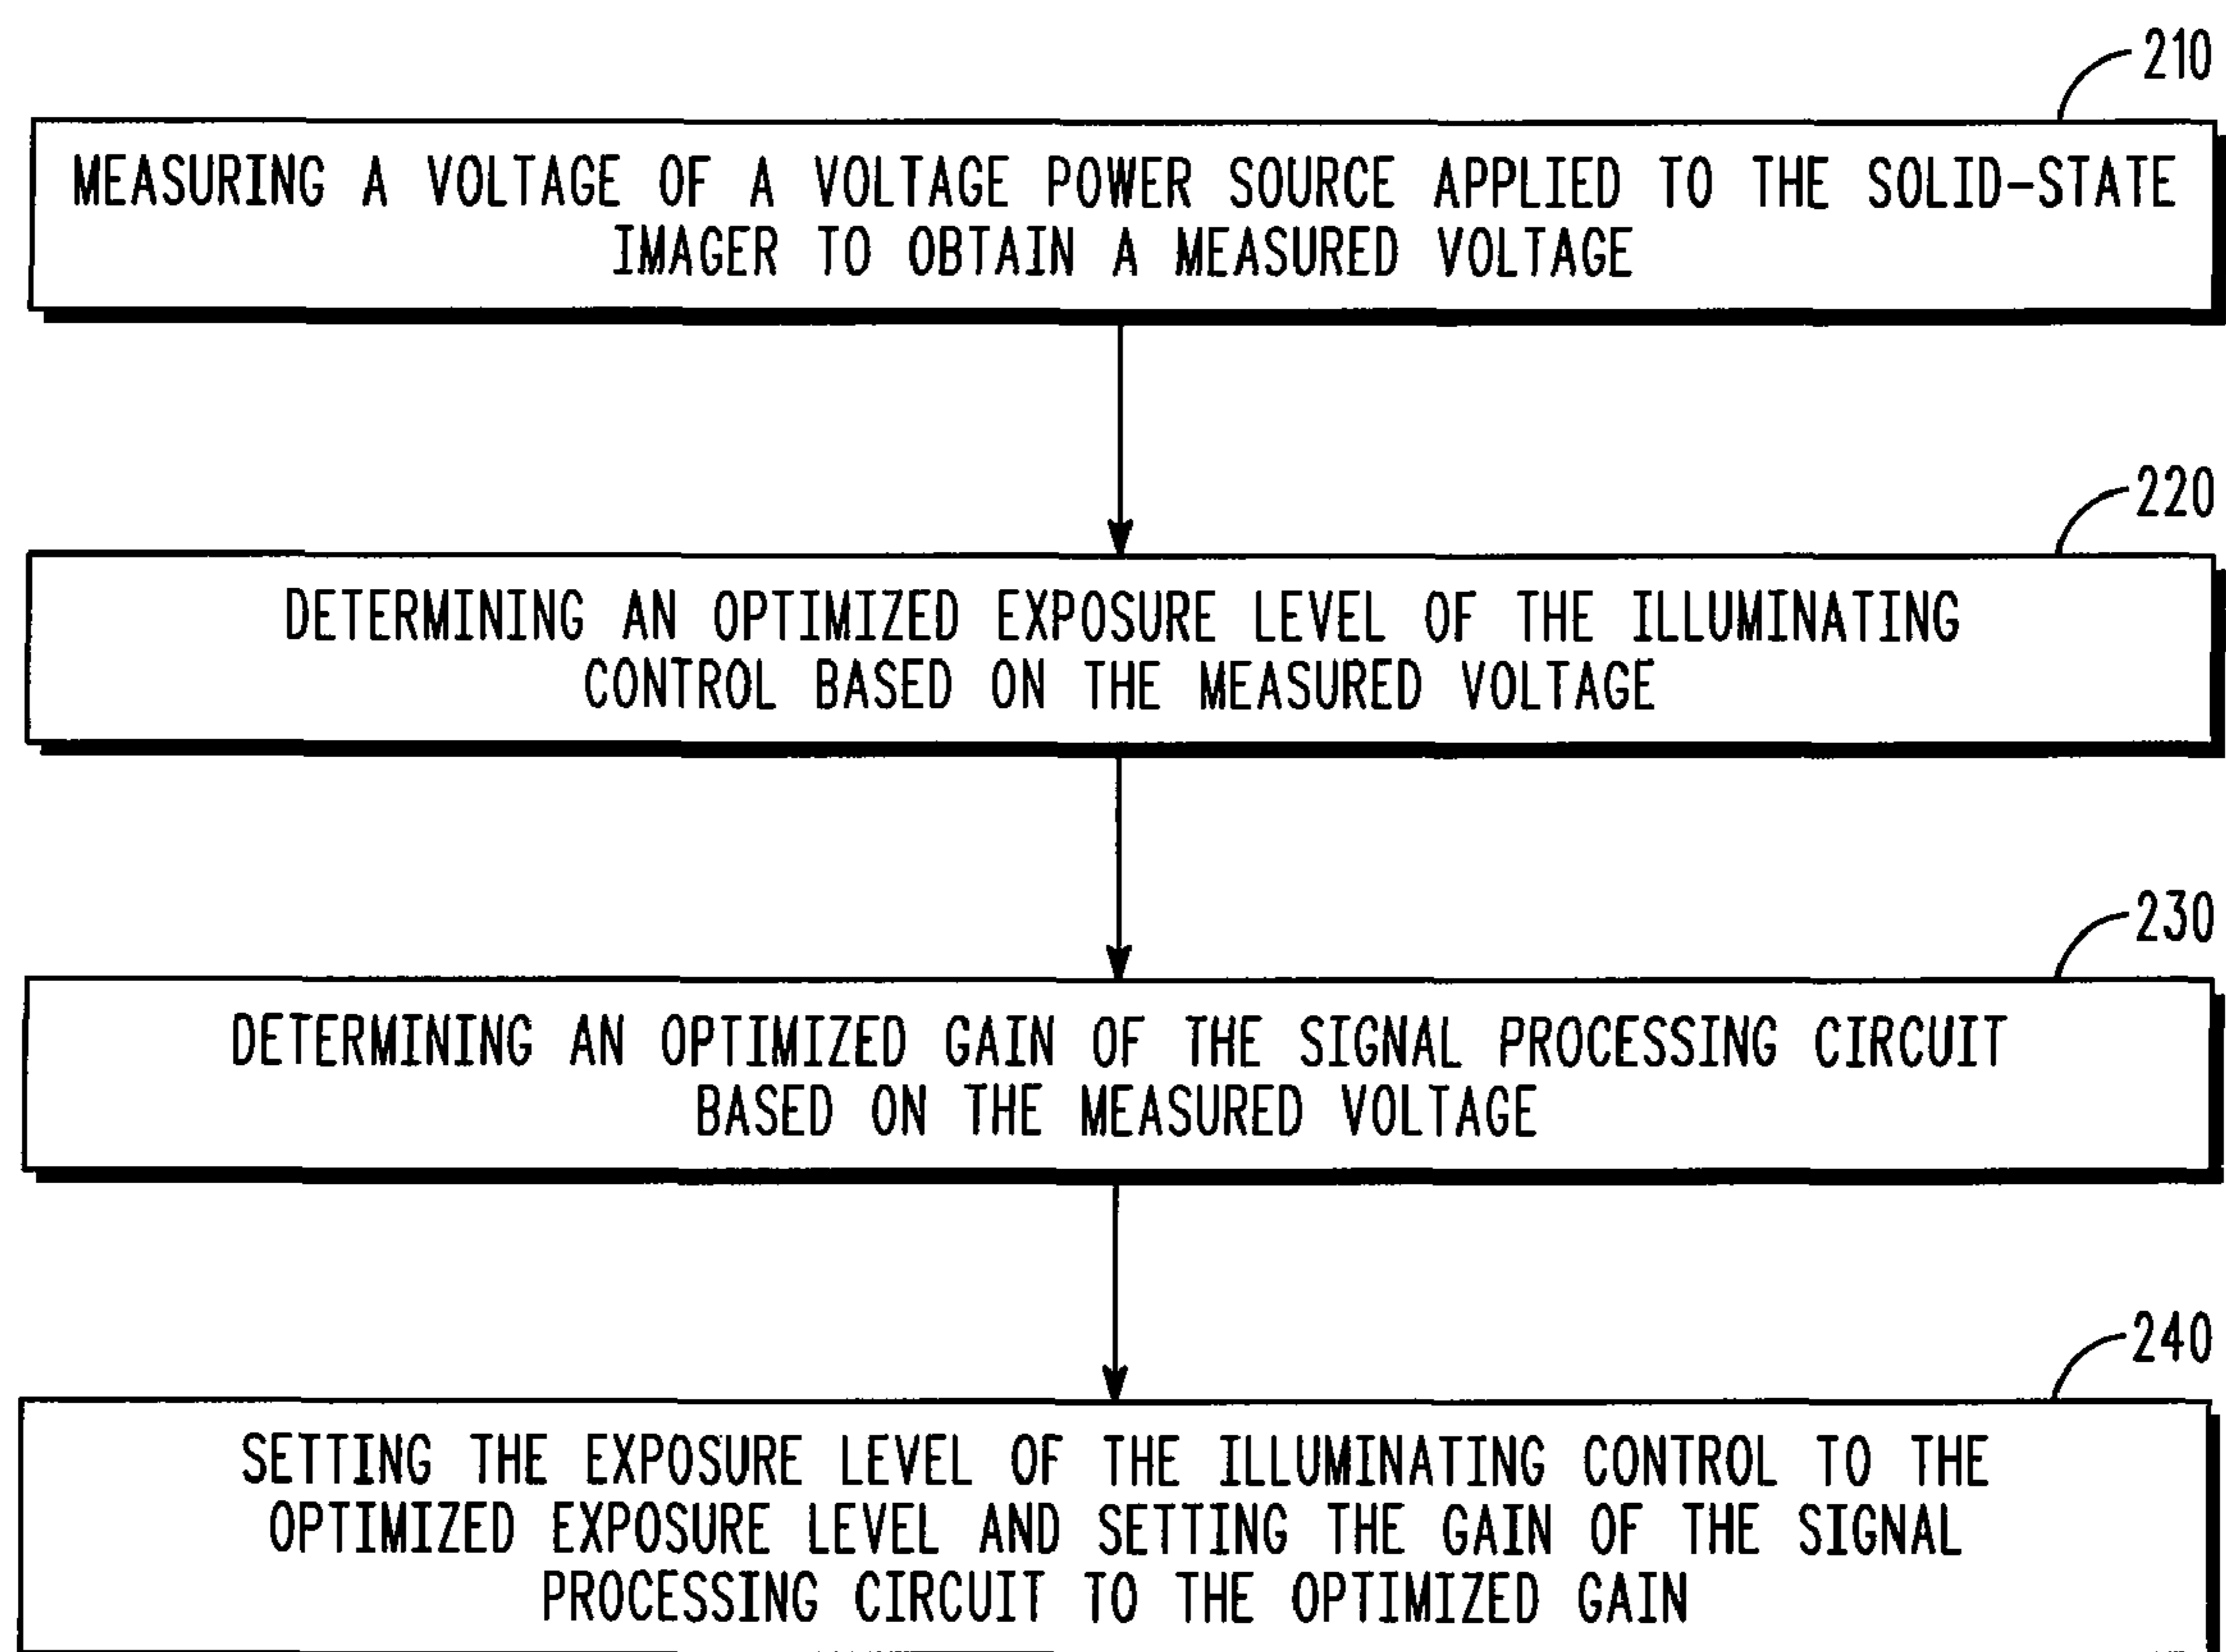 210
MEASURING A VOLTAGE OF A VOLTAGE POWER SOURCE APPLIED TO THE SOLID-STATE
IMAGER TO OBTAIN A MEASURED VOLTAGE
220
DETERMINING AN OPTIMIZED EXPOSURE LEVEL OF THE ILLUMINATING
CONTROL BASED ON THE MEASURED VOLTAGE
230
DETERMINING AN OPTIMIZED GAIN OF THE SIGNAL PROCESSING CIRCUIT
BASED ON THE MEASURED VOLTAGE
240
SETTING THE EXPOSURE LEVEL OF THE ILLUMINATING CONTROL TO THE
OPTIMIZED EXPOSURE LEVEL AND SETTING THE GAIN OF THE SIGNAL
PROCESSING CIRCUIT TO THE OPTIMIZED GAIN